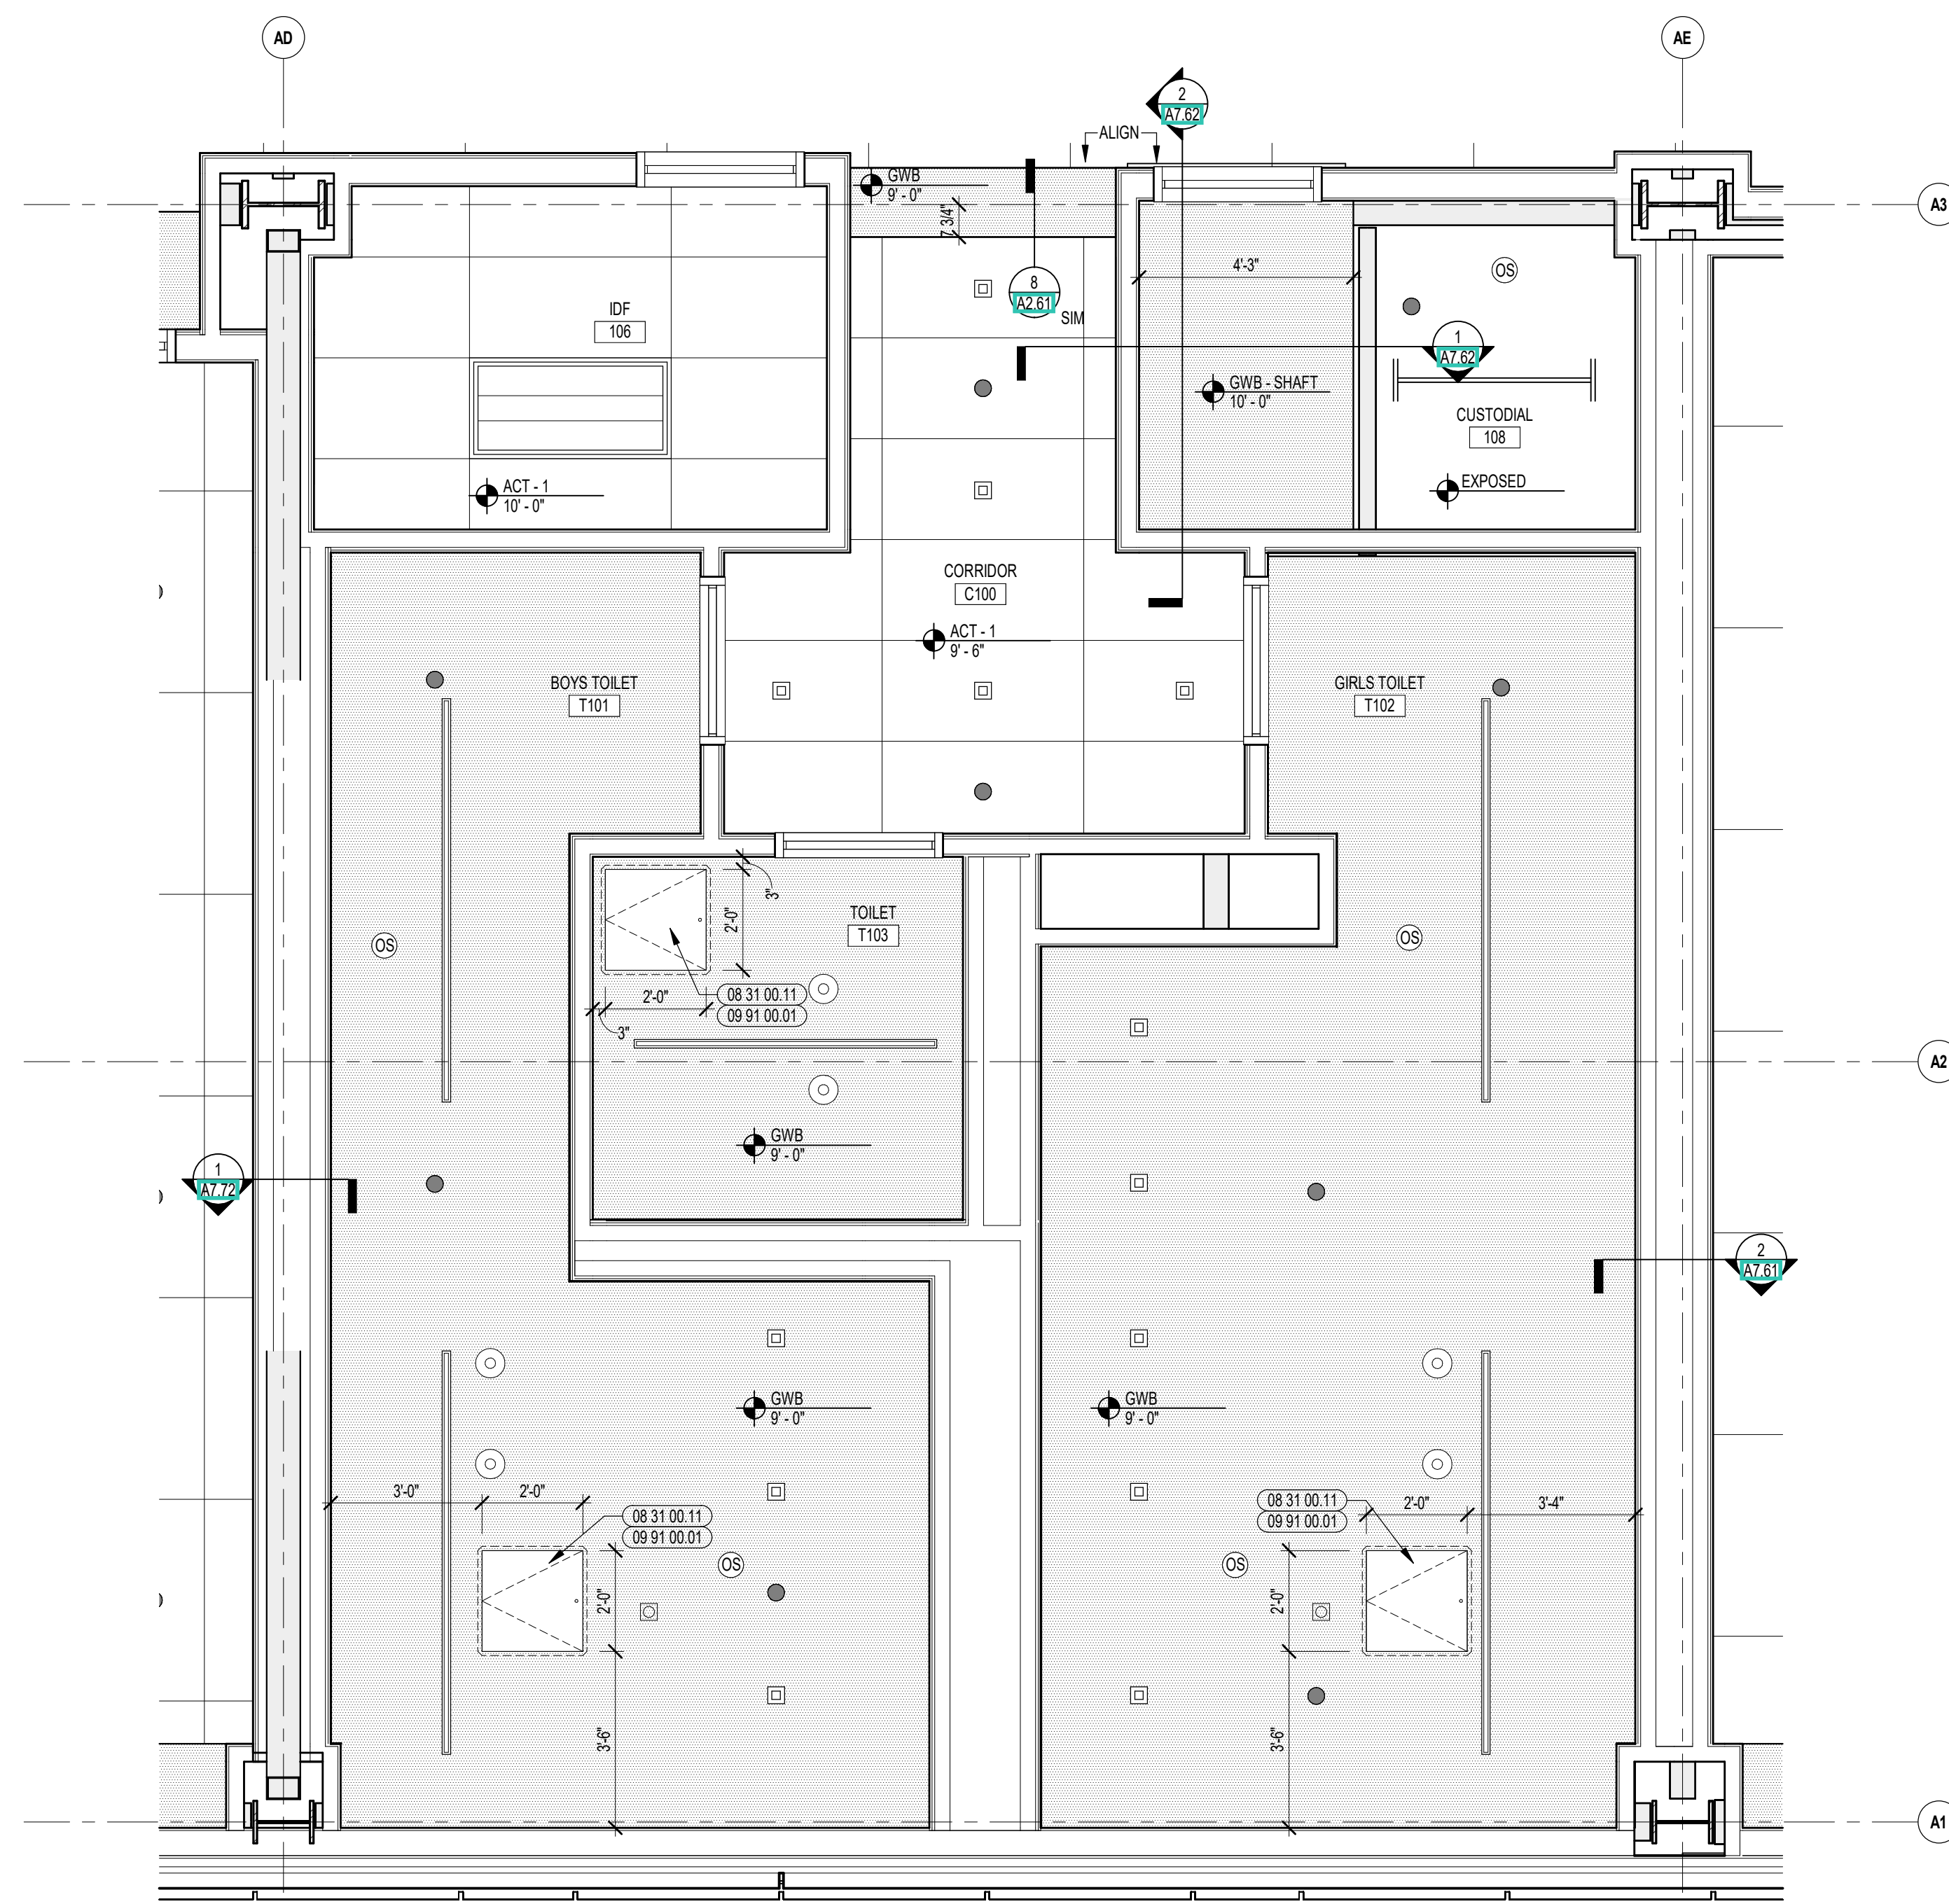 AD
AE
2
A7.62
ALIGN
GWB
9' - 0"
A3
7 3/4"
4'-3"
OS
8
A2.61
SIM
IDF
106
1
A7.62
GWB - SHAFT
10' - 0"
CUSTODIAL
108
ACT - 1
10' - 0"
EXPOSED
CORRIDOR
C100
ACT - 1
9' - 6"
BOYS TOILET
T101
GIRLS TOILET
T102
3"
2'-0"
TOILET
T103
OS
OS
2'-0"
08 31 00.11
09 91 00.01
3"
A2
GWB
9' - 0"
1
A7.72
2
A7.61
GWB
9' - 0"
GWB
9' - 0"
3'-0"
2'-0"
08 31 00.11
09 91 00.01
08 31 00.11
09 91 00.01
2'-0"
3'-4"
OS
OS
2'-0"
2'-0"
3'-6"
3'-6"
A1